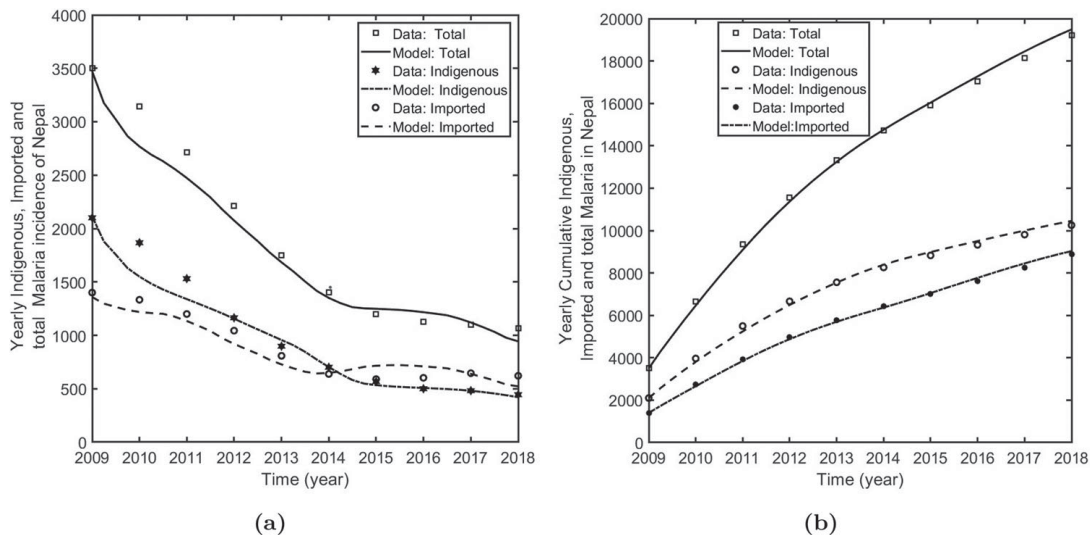 4000
3500
3000
2500
2000
1500
1000
500
0
Yearly Indigenous, Imported and
total Malaria incidence of Nepal
Data: Total
Model: Total
Data: Indigenous
Model: Indigenous
Data: Imported
Model: Imported
2009 2010 2011 2012 2013 2014 2015 2016 2017 2018
Time (year)
(a)
20000
18000
16000
14000
12000
10000
8000
6000
4000
2000
0
Yearly Cumulative Indigenous,
Imported and total Malaria in Nepal
Data: Total
Model: Total
Data: Indigenous
Model: Indigenous
Data: Imported
Model:Imported
2009 2010 2011 2012 2013 2014 2015 2016 2017 2018
Time (year)
(b)